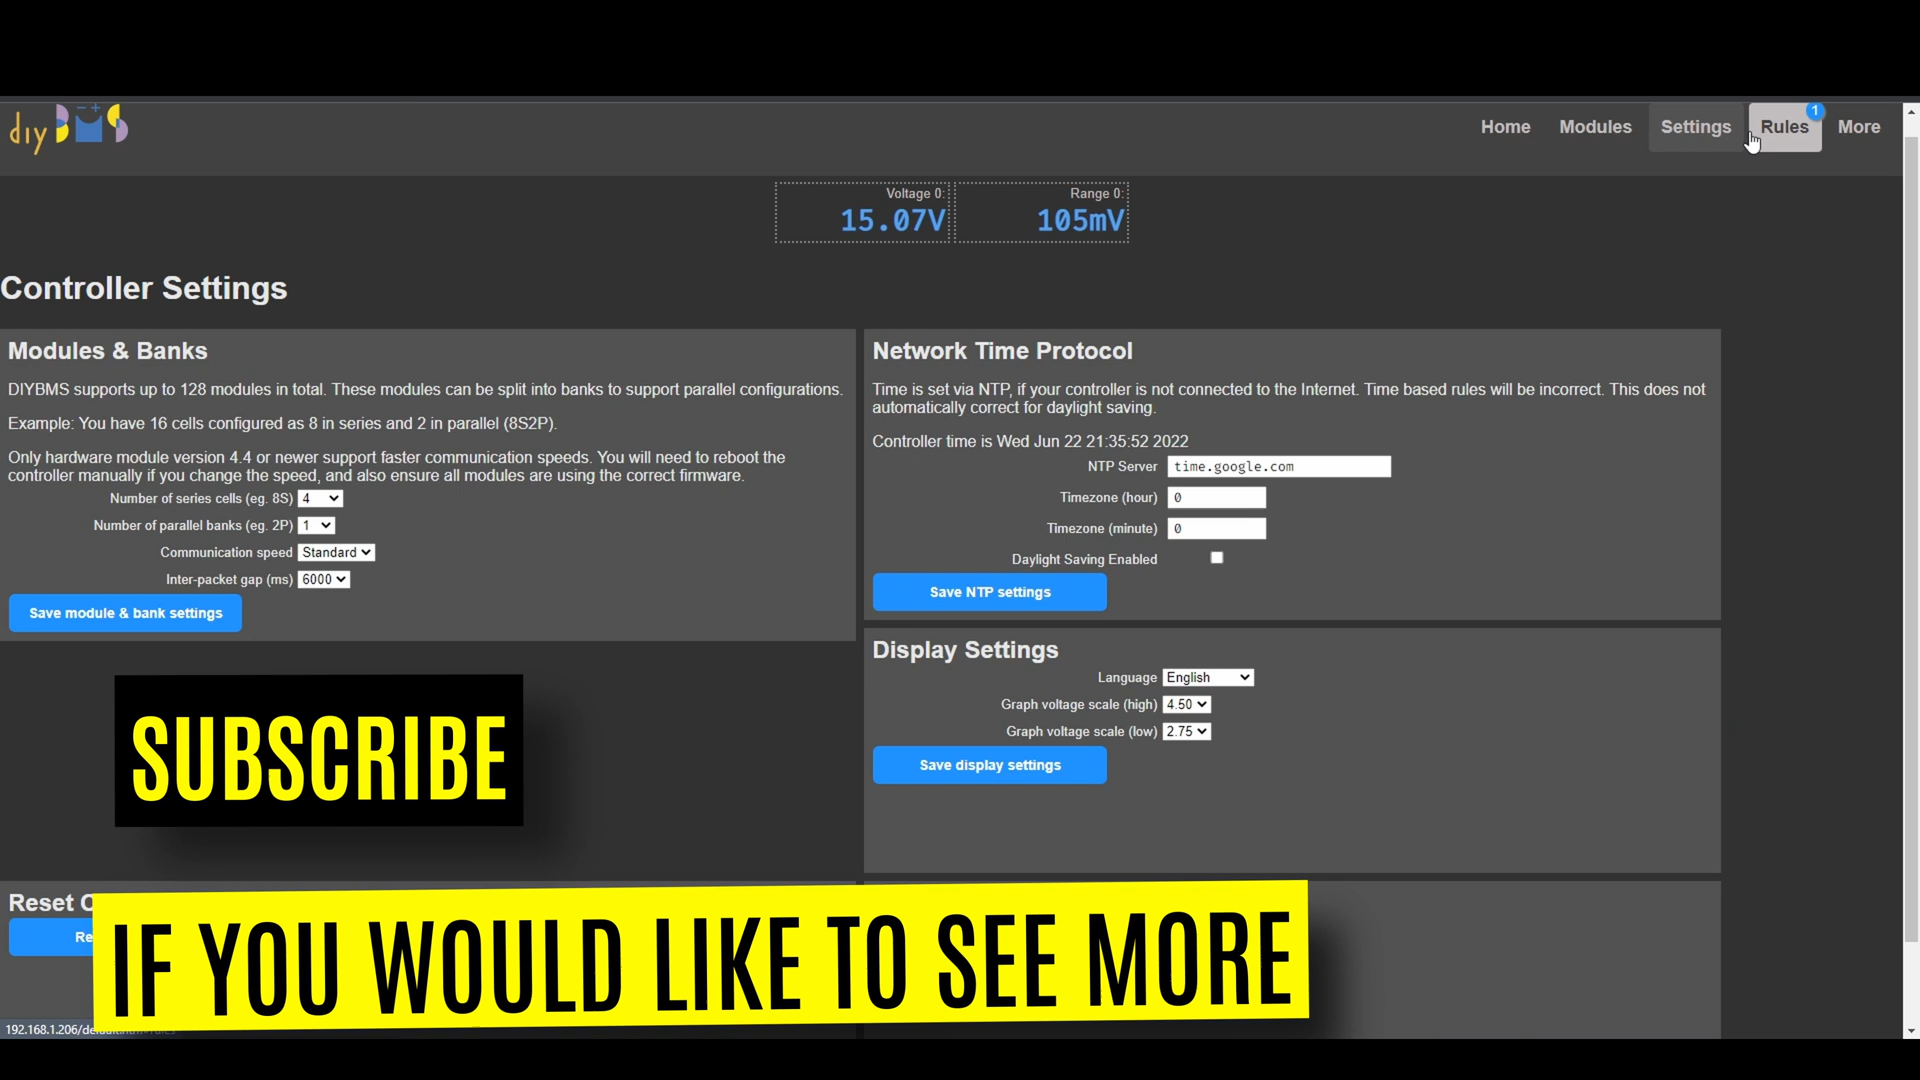 diyBMS
Home Modules Settings Rules 1 More
Voltage 0:
15.07V
Range 0:
105mV
Controller Settings
Modules & Banks
DIYBMS supports up to 128 modules in total. These modules can be split into banks to support parallel configurations.
Example: You have 16 cells configured as 8 in series and 2 in parallel (8S2P).
Only hardware module version 4.4 or newer support faster communication speeds. You will need to reboot the
controller manually if you change the speed, and also ensure all modules are using the correct firmware.
Number of series cells (eg. 8S) 4
Number of parallel banks (eg. 2P) 1
Communication speed Standard
Inter-packet gap (ms) 6000
Save module & bank settings
Network Time Protocol
Time is set via NTP, if your controller is not connected to the Internet. Time based rules will be incorrect. This does not
automatically correct for daylight saving.
Controller time is Wed Jun 22 21:35:52 2022
NTP Server time.google.com
Timezone (hour) 0
Timezone (minute) 0
Daylight Saving Enabled
Save NTP settings
Display Settings
Language English
Graph voltage scale (high) 4.50
Graph voltage scale (low) 2.75
Save display settings
SUBSCRIBE
Reset
IF YOU WOULD LIKE TO SEE MORE
192.168.1.206/de